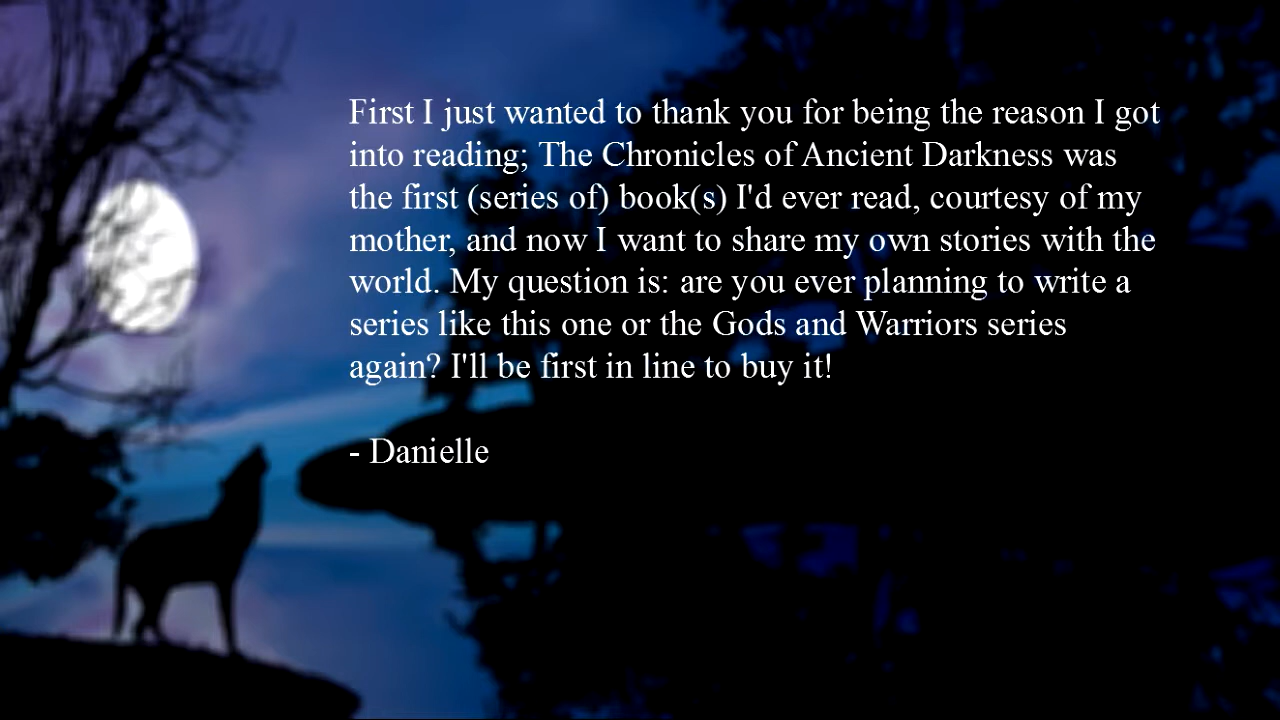 First I just wanted to thank you for being the reason I got
into reading; The Chronicles of Ancient Darkness was
the first (series of) book(s) I'd ever read, courtesy of my
mother, and now I want to share my own stories with the
world. My question is: are you ever planning to write a
series like this one or the Gods and Warriors series
again? I'll be first in line to buy it!
- Danielle